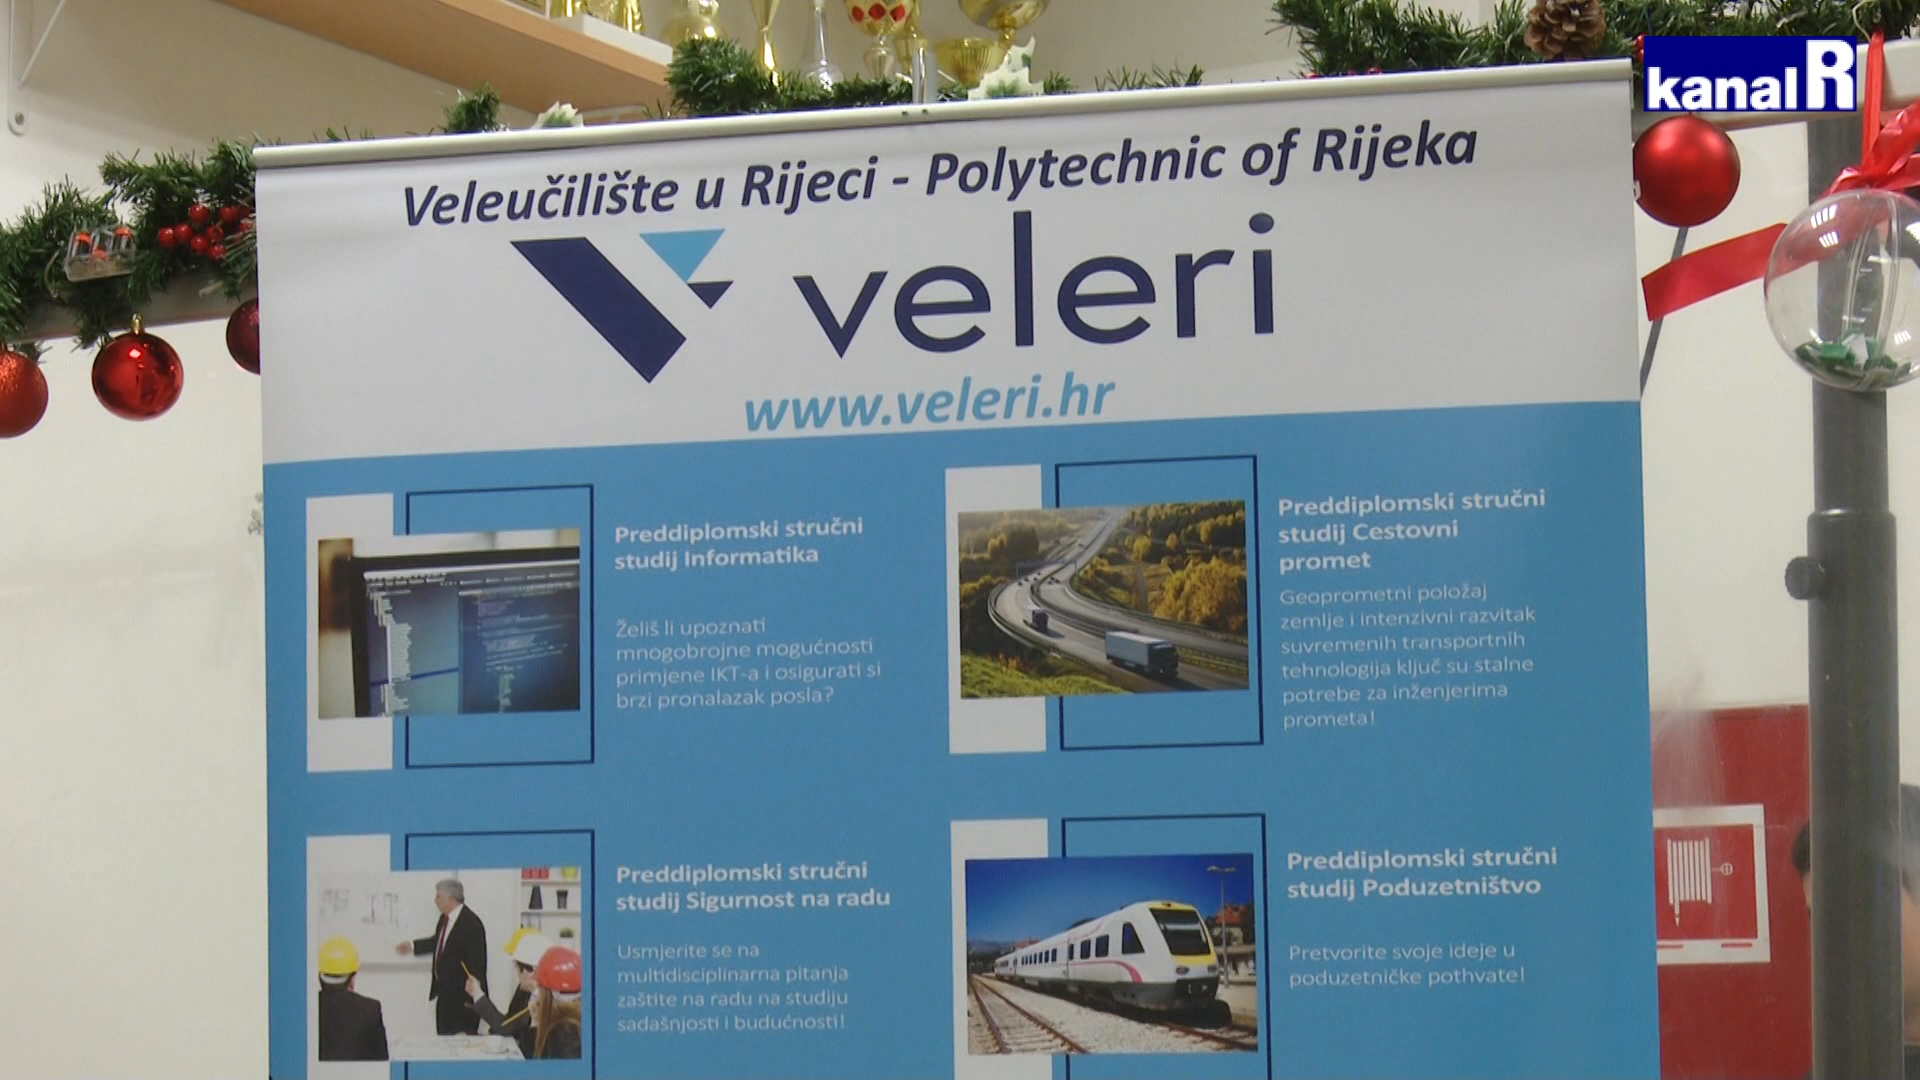 kanal R
Veleučilište u Rijeci - Polytechnic of Rijeka
veleri
www.veleri.hr
Preddiplomski stručni
studij Informatika
Želiš li upoznati
mnogobrojne mogućnosti
primjene IKT-a i osigurati si
brzi pronalazak posla?
Preddiplomski stručni
studij Cestovni
promet
Geoprometni položaj
zemlje i intenzivni razvitak
suvremenih transportnih
tehnologija ključ su stalne
potrebe za inženjerima
prometa!
Preddiplomski stručni
studij Sigurnost na radu
Usmjerite se na
multidisciplinarna pitanja
zaštite na radu na studiju
sadašnjosti i budućnosti!
Preddiplomski stručni
studij Poduzetništvo
Pretvorite svoje ideje u
poduzetničke pothvate!